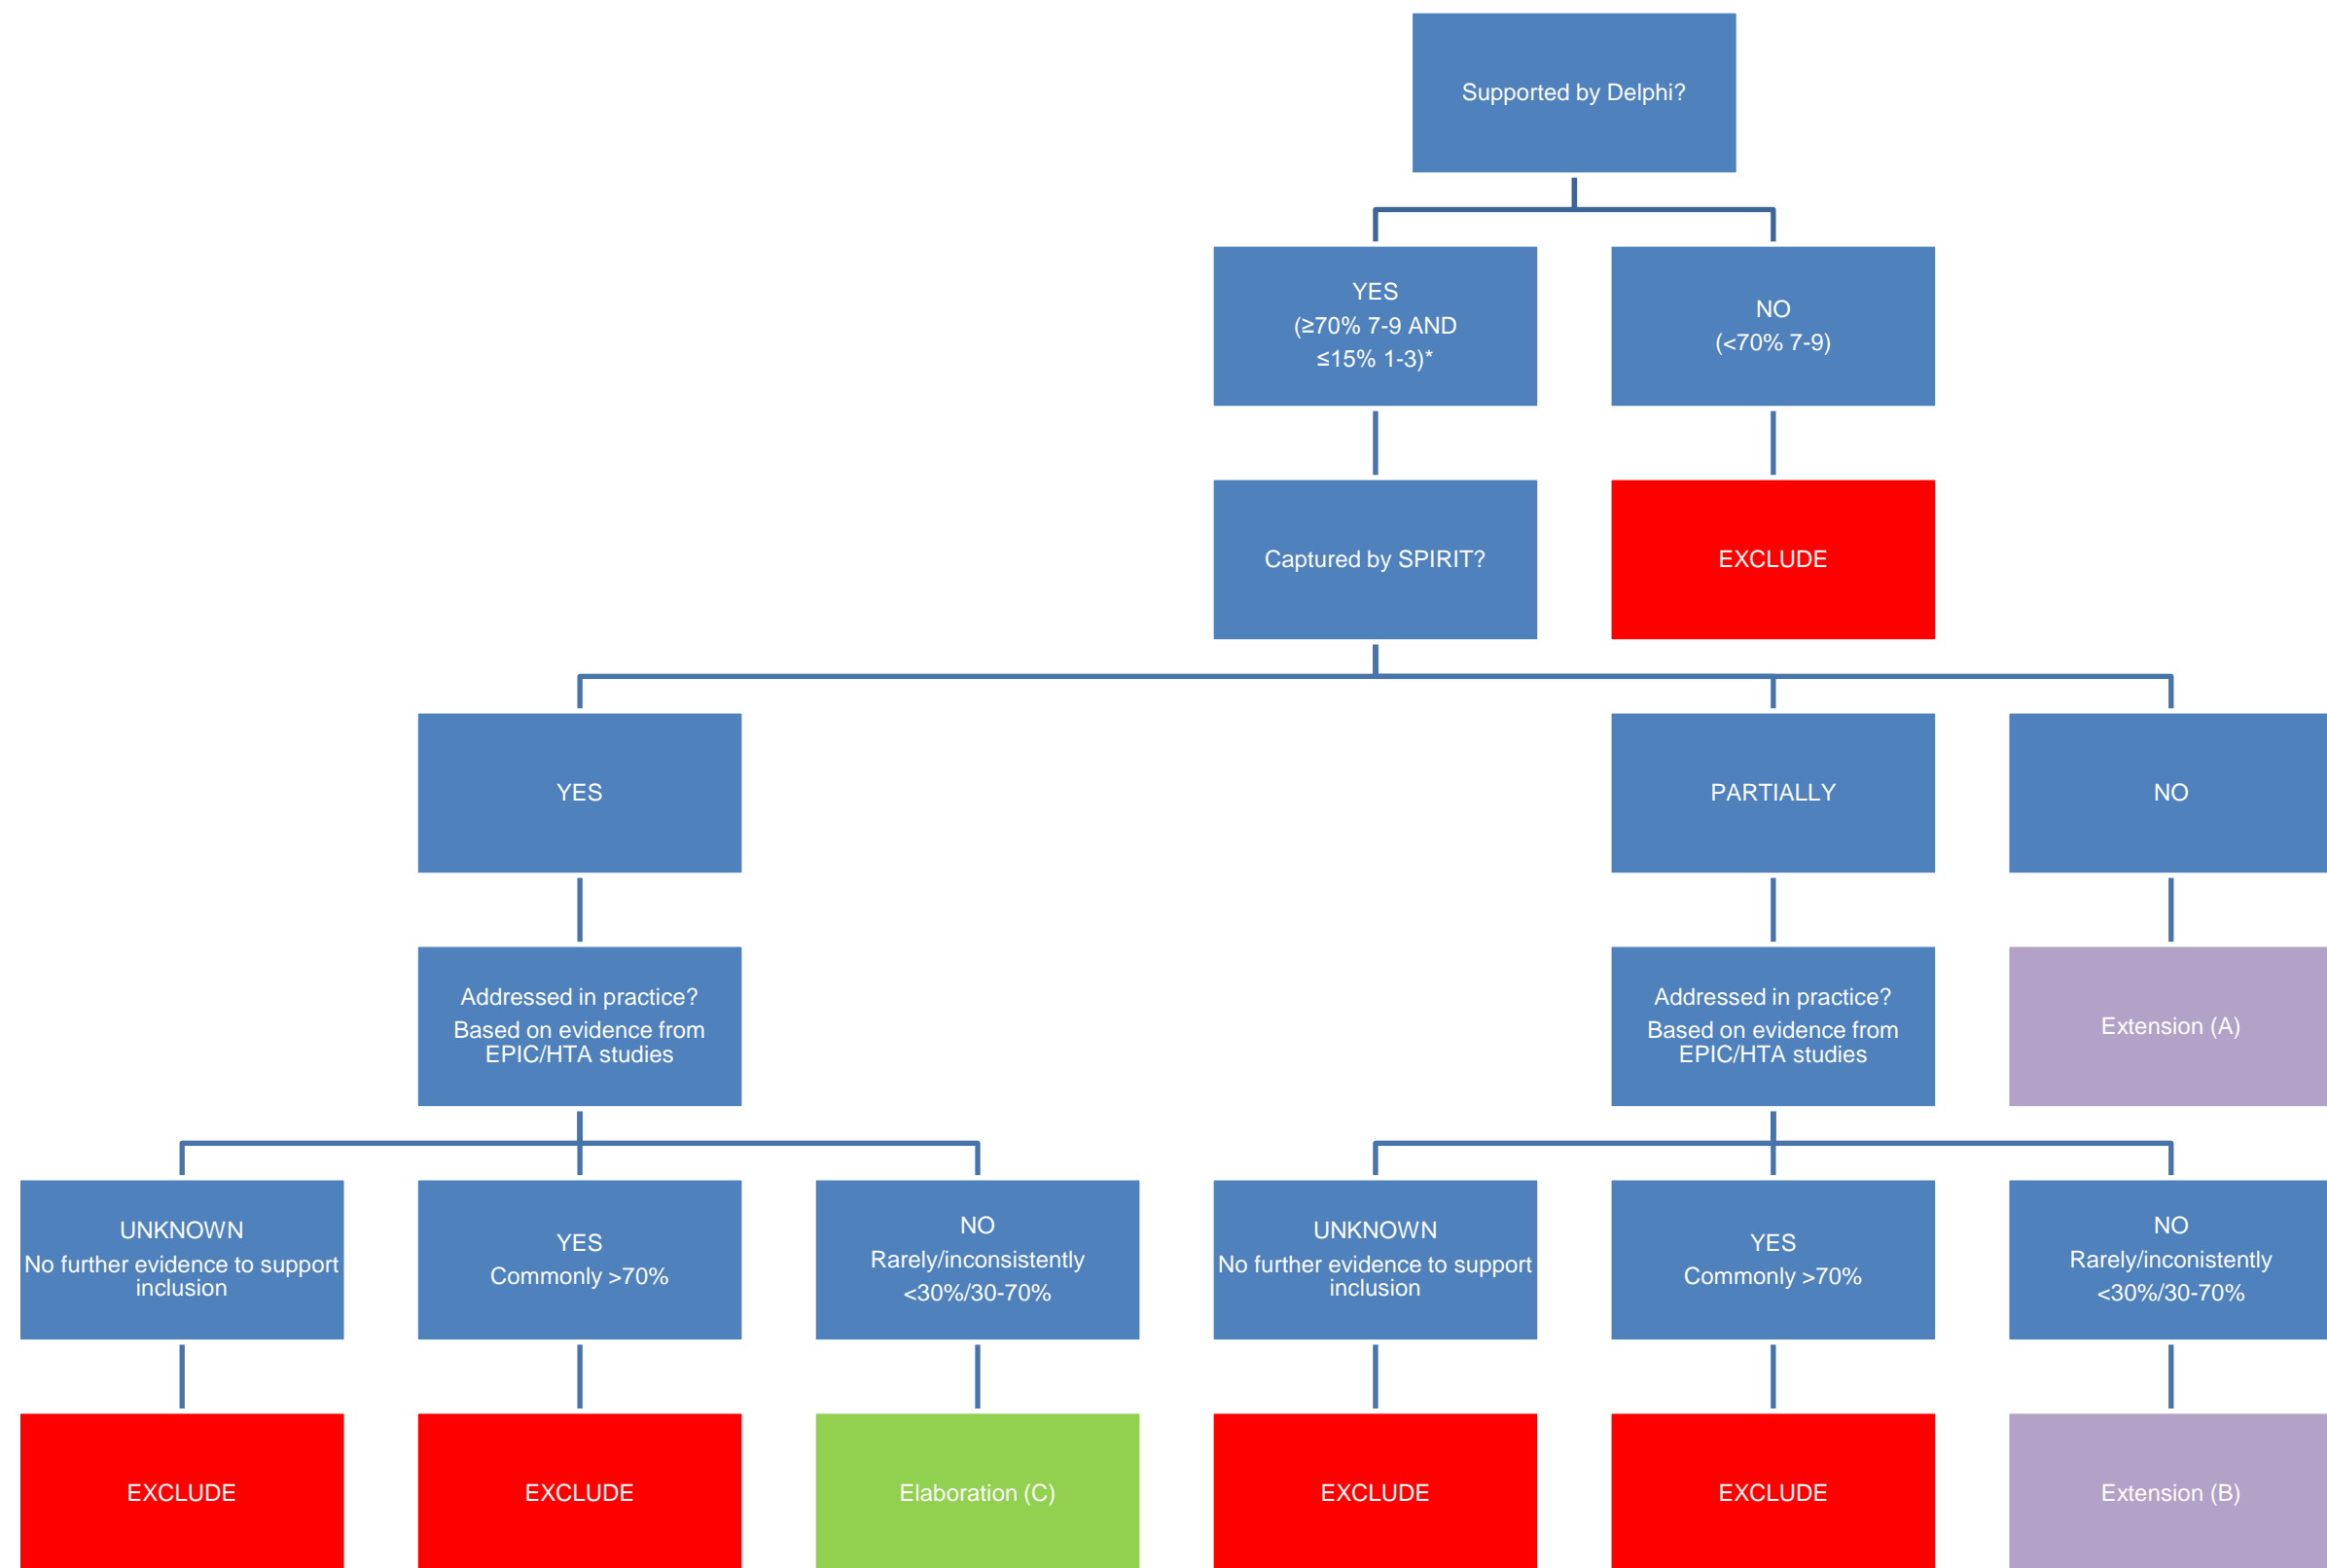 Supported by Delphi?
YES
(≥70% 7-9 AND
≤15% 1-3)*
NO
(<70% 7-9)
Captured by SPIRIT?
EXCLUDE
YES
PARTIALLY
NO
Addressed in practice?
Based on evidence from
EPIC/HTA studies
Addressed in practice?
Based on evidence from
EPIC/HTA studies
Extension (A)
UNKNOWN
No further evidence to support
inclusion
YES
Commonly >70%
NO
Rarely/inconsistently
<30%/30-70%
UNKNOWN
No further evidence to support
inclusion
YES
Commonly >70%
NO
Rarely/inconistently
<30%/30-70%
EXCLUDE
EXCLUDE
Elaboration (C)
EXCLUDE
EXCLUDE
Extension (B)